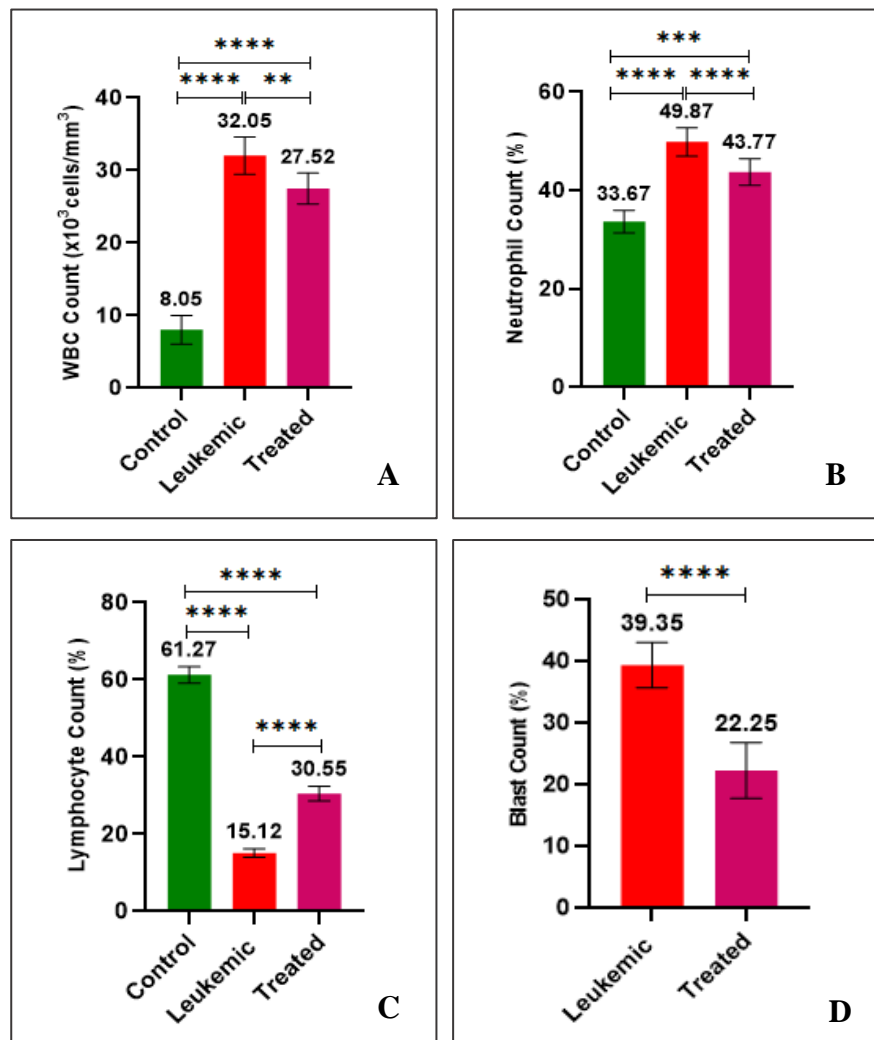 ****
**** **
WBC Count (x10³ cells/mm³)
40
30
20
10
0
32.05
27.52
8.05
Control
Leukemic
Treated
A
***
**** ****
Neutrophil Count (%)
60
40
20
0
49.87
43.77
33.67
Control
Leukemic
Treated
B
****
****
****
Lymphocyte Count (%)
80
60
40
20
0
61.27
30.55
15.12
Control
Leukemic
Treated
C
****
Blast Count (%)
50
40
30
20
10
0
39.35
22.25
Leukemic
Treated
D